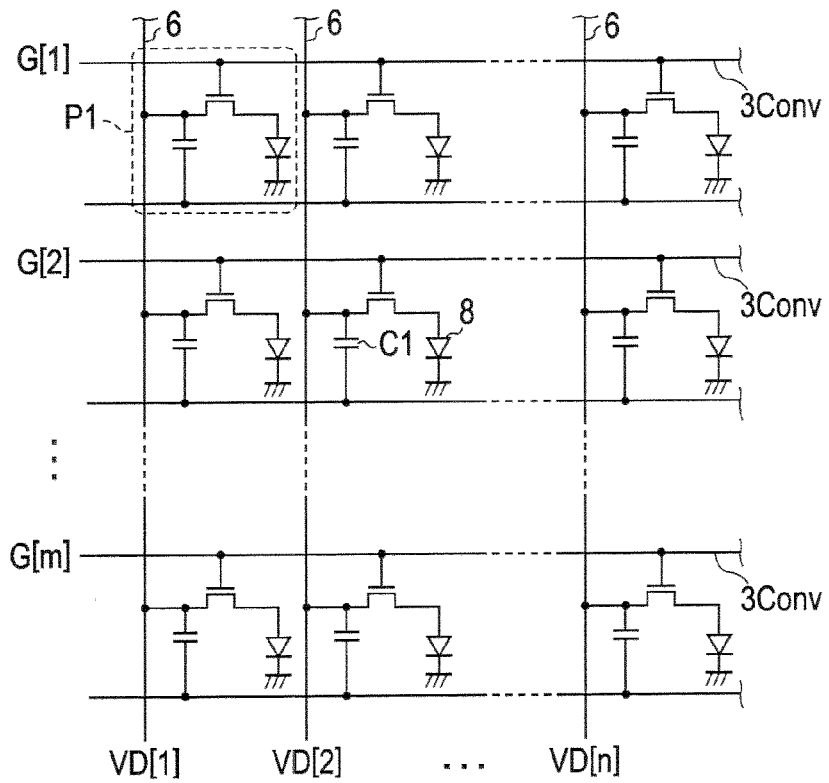 6 6 6
G[1]
3Conv
P1
G[2]
3Conv
8
C1
⋮
G[m]
3Conv
VD[1] VD[2] ... VD[n]